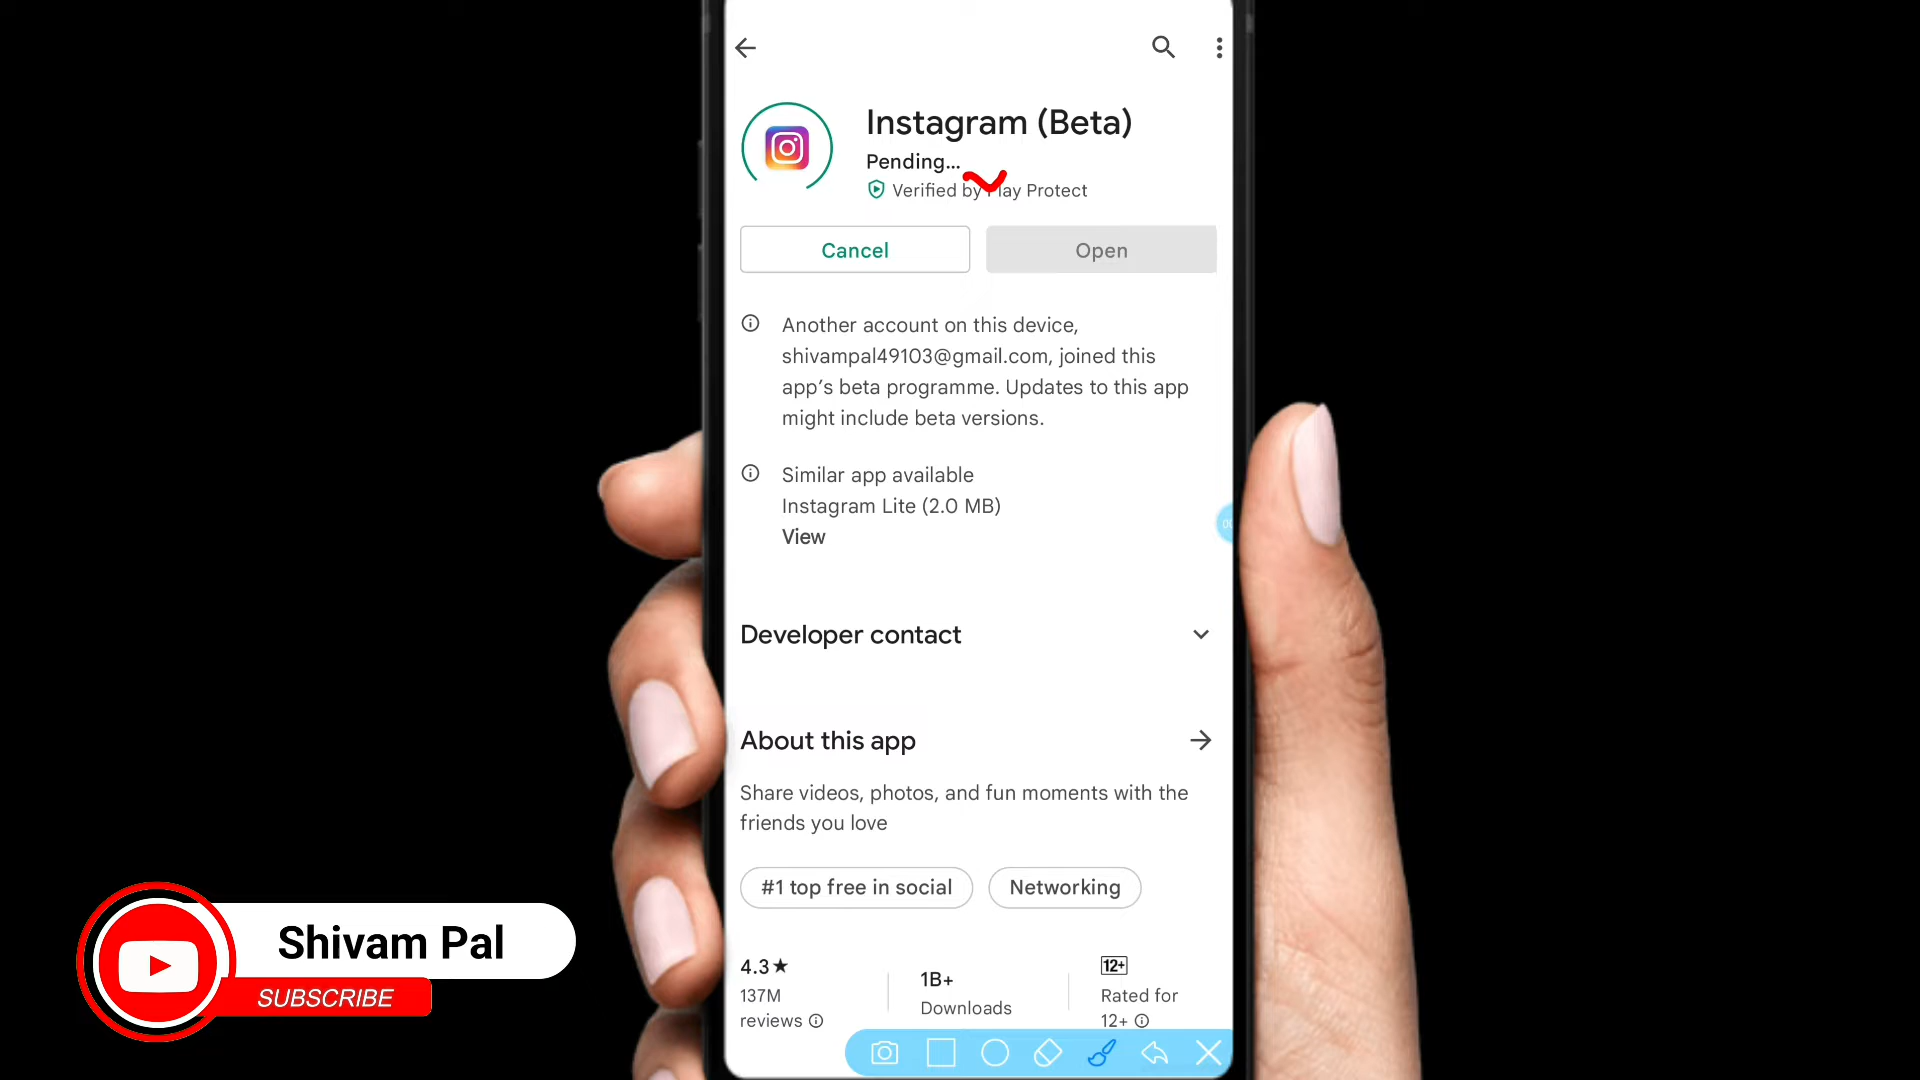 Instagram (Beta)
Pending...
Verified by Play Protect
Cancel
Open
Another account on this device,
shivampal49103@gmail.com, joined this
app’s beta programme. Updates to this app
might include beta versions.
Similar app available
Instagram Lite (2.0 MB)
View
Developer contact
About this app
Share videos, photos, and fun moments with the
friends you love
#1 top free in social
Networking
4.3★
137M
reviews
1B+
Downloads
12+
Rated for
12+
Shivam Pal
SUBSCRIBE